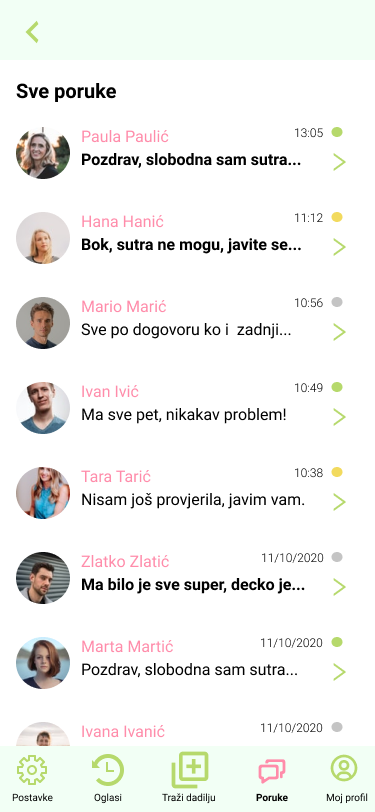 Sve poruke
Paula Paulić
13:05
Pozdrav, slobodna sam sutra...
Hana Hanić
11:12
Bok, sutra ne mogu, javite se...
Mario Marić
10:56
Sve po dogovoru ko i  zadnji...
Ivan Ivić
10:49
Ma sve pet, nikakav problem!
Tara Tarić
10:38
Nisam još provjerila, javim vam.
Zlatko Zlatić
11/10/2020
Ma bilo je sve super, decko je...
Marta Martić
11/10/2020
Pozdrav, slobodna sam sutra...
Ivana Ivanić
11/10/2020
Postavke
Oglasi
Traži dadilju
Poruke
Moj profil